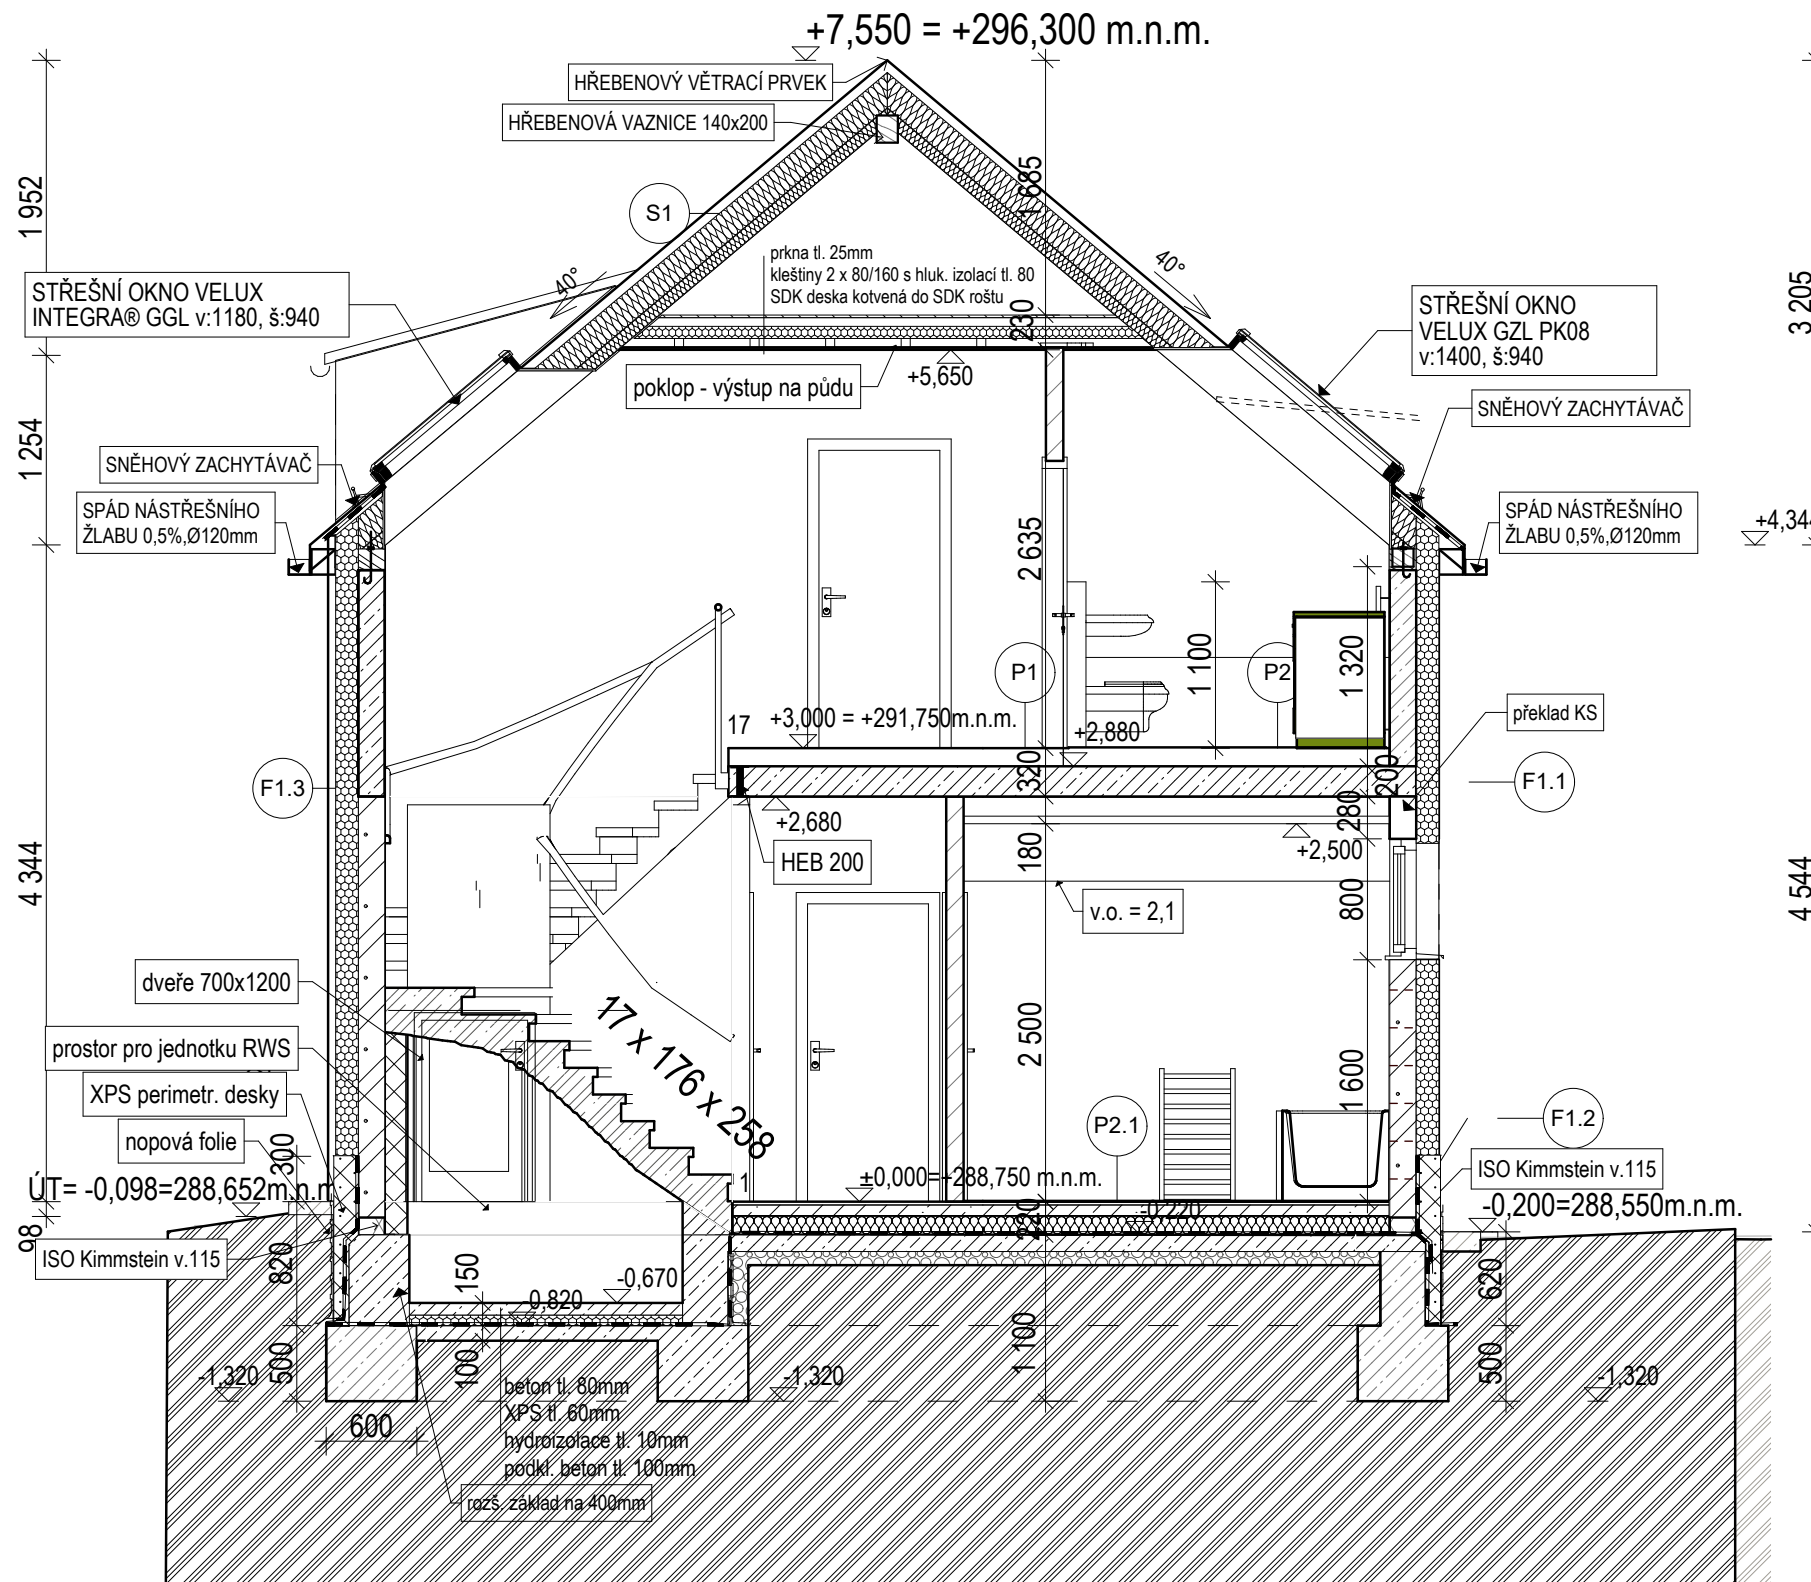 +7,550 = +296,300 m.n.m.
HŘEBENOVÝ VĚTRACÍ PRVEK
HŘEBENOVÁ VAZNICE 140x200
1 952
1 685
S1
prkna tl. 25mm
kleštiny 2 x 80/160 s hluk. izolací tl. 80
SDK deska kotvená do SDK roštu
40°
40°
STŘEŠNÍ OKNO VELUX
INTEGRA® GGL v:1180, š:940
STŘEŠNÍ OKNO
VELUX GZL PK08
v:1400, š:940
3 205
230
+5,650
poklop - výstup na půdu
SNĚHOVÝ ZACHYTÁVAČ
1 254
SNĚHOVÝ ZACHYTÁVAČ
SPÁD NÁSTŘEŠNÍHO
ŽLABU 0,5%,Ø120mm
SPÁD NÁSTŘEŠNÍHO
ŽLABU 0,5%,Ø120mm
+4,344
2 635
1 100
1 320
P1
P2
17
+3,000 = +291,750m.n.m.
+2,880
překlad KS
F1.3
320
200
F1.1
+2,680
280
+2,500
180
HEB 200
4 344
800
4 544
v.o. = 2,1
dveře 700x1200
17 x 176 x 258
2 500
prostor pro jednotku RWS
1 600
XPS perimetr. desky
P2.1
F1.2
nopová folie
300
1
±0,000=+288,750 m.n.m.
ISO Kimmstein v.115
ÚT= -0,098=288,652m.n.m
-0,200=288,550m.n.m.
98
220
-0,220
ISO Kimmstein v.115
820
150
-0,670
620
-0,820
500
100
1 100
500
-1,320
-1,320
-1,320
beton tl. 80mm
XPS tl. 60mm
600
hydroizolace tl. 10mm
podkl. beton tl. 100mm
rozš. základ na 400mm